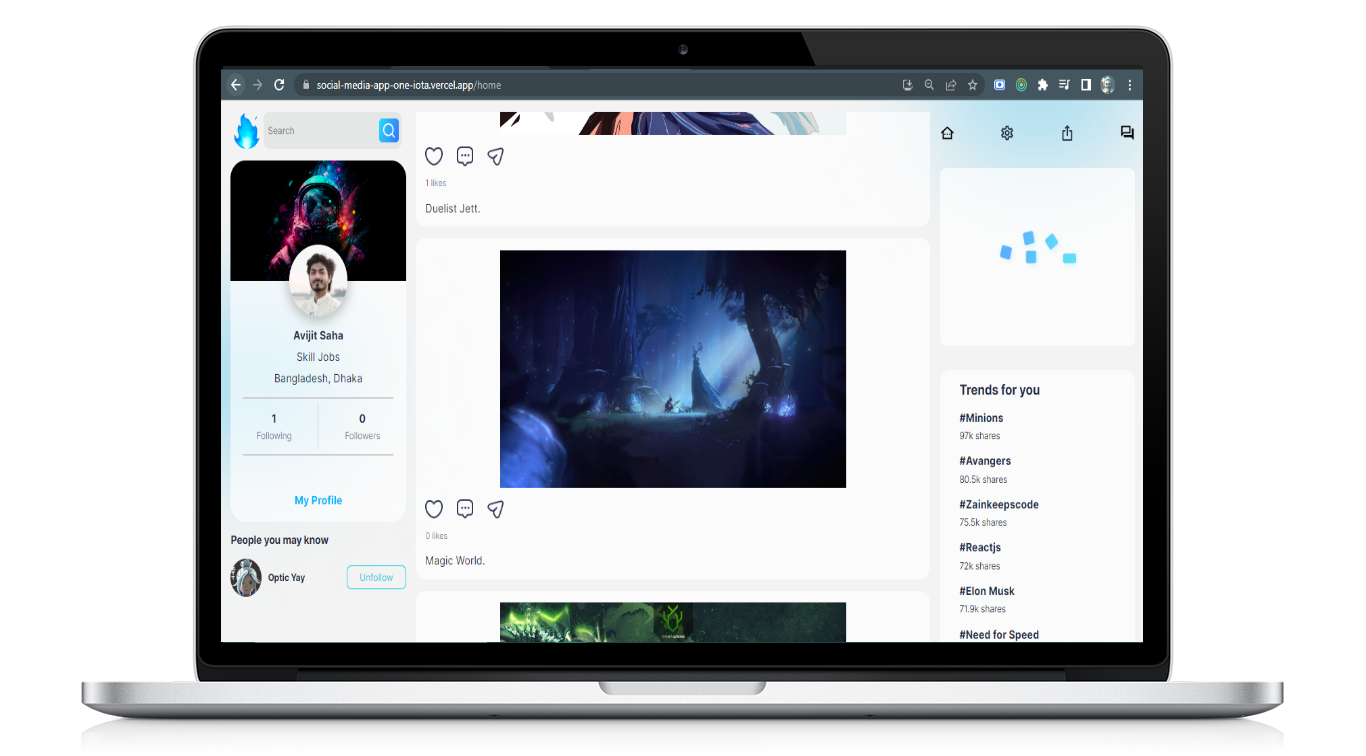 social-media-app-one-iota.vercel.app/home
Search
Avijit Saha
Skill Jobs
Bangladesh, Dhaka
1
0
Following
Followers
My Profile
People you may know
Optic Yay
Unfollow
1 likes
Duelist Jett.
0 likes
Magic World.
Trends for you
#Minions
97k shares
#Avangers
80.5k shares
#Zainkeepscode
75.5k shares
#Reactjs
72k shares
#Elon Musk
71.9k shares
#Need for Speed